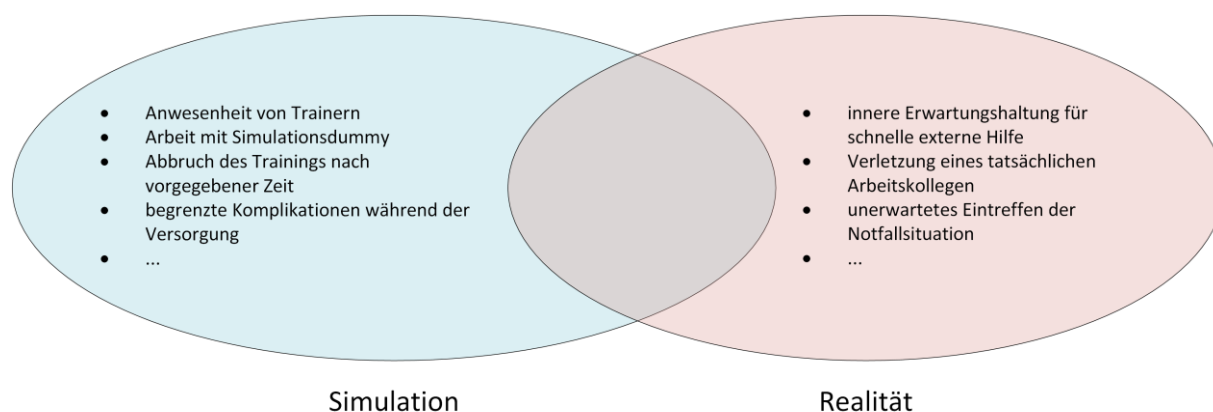 • Anwesenheit von Trainern
• Arbeit mit Simulationsdummy
• Abbruch des Trainings nach
vorgegebener Zeit
• begrenzte Komplikationen während der
Versorgung
• ...
• innere Erwartungshaltung für
schnelle externe Hilfe
• Verletzung eines tatsächlichen
Arbeitskollegen
• unerwartetes Eintreffen der
Notfallsituation
• ...
Simulation
Realität